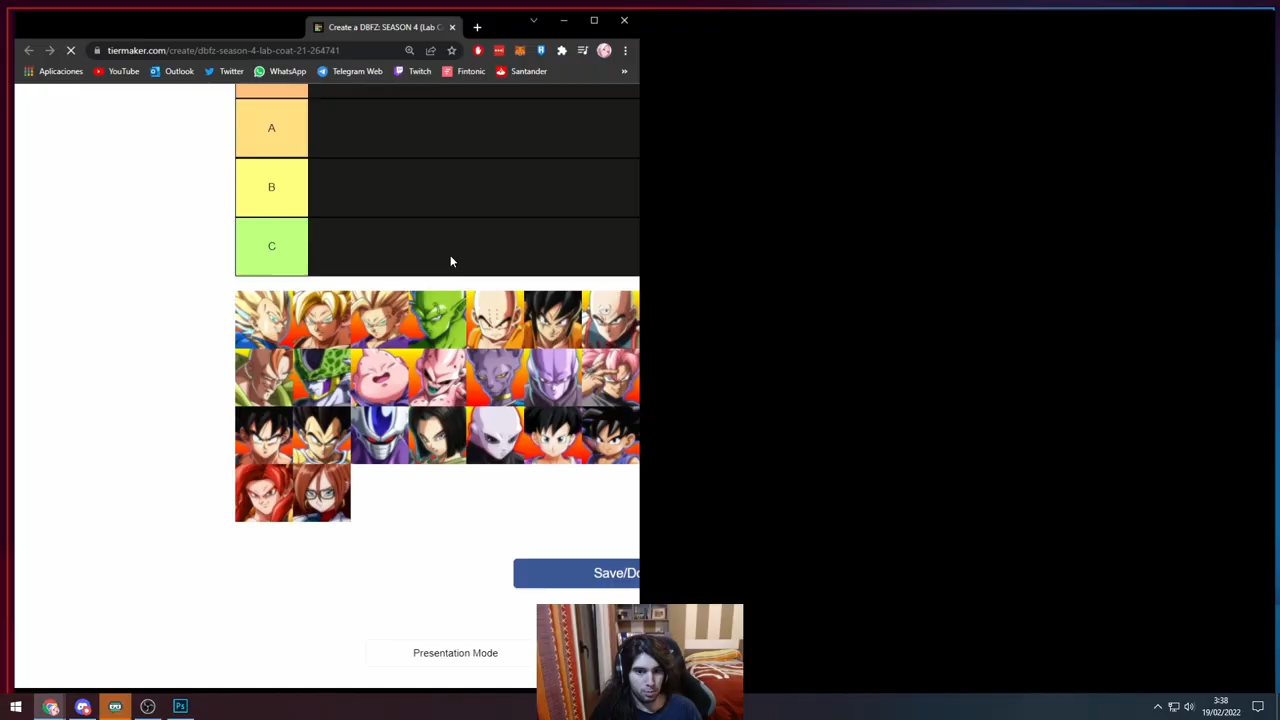 Create a DBFZ: SEASON 4 (Lab C
tiermaker.com/create/dbfz-season-4-lab-coat-21-264741
Aplicaciones YouTube Outlook Twitter WhatsApp Telegram Web Twitch Fintonic Santander »
A
B
C
Save/Do
Presentation Mode
Ps
3:38
19/02/2022